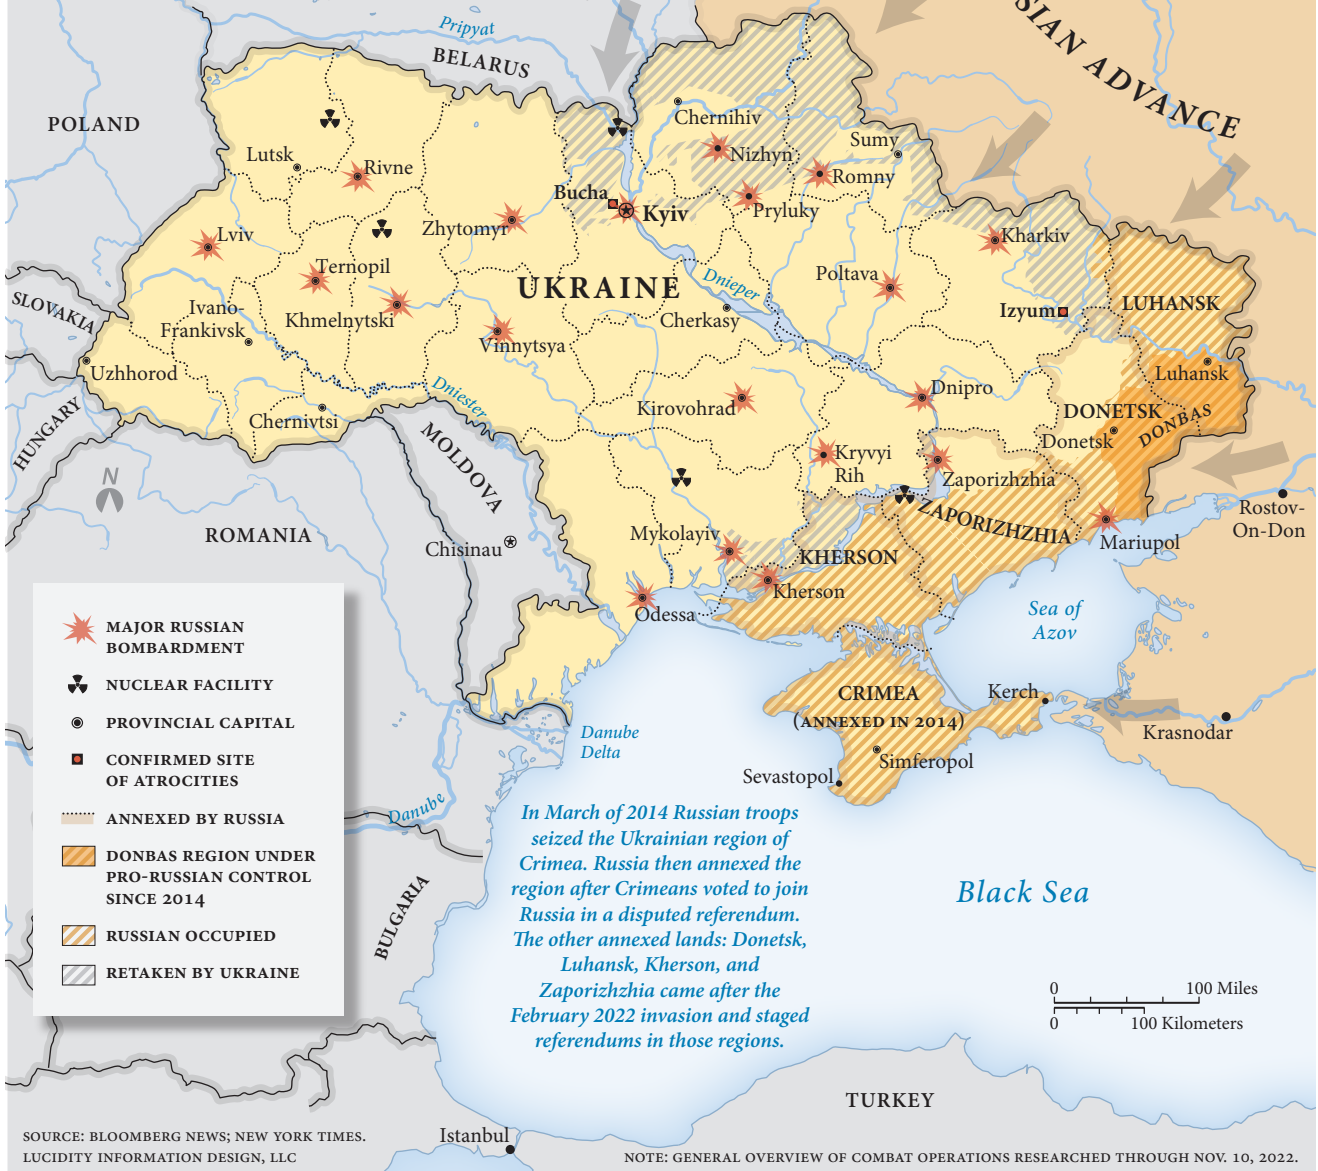 Pripyat
BELARUS
SIAN ADVANCE
POLAND
Chernihiv
Nizhyn
Sumy
Romny
Lutsk
Rivne
Bucha
Kyiv
Pryluky
Zhytomyr
Lviv
Kharkiv
Ternopil
UKRAINE
Dnieper
Poltava
SLOVAKIA
Ivano-
Frankivsk
Khmelnytski
Vinnytsya
Cherkasy
Izyum
LUHANSK
Uzhhorod
Luhansk
Dniester
Dnipro
Kirovohrad
HUNGARY
Chernivtsi
MOLDOVA
DONETSK
DONBAS
Donetsk
N
Kryvyi
Rih
Zaporizhzhia
ROMANIA
Chisinau
Mykolayiv
ZAPORIZHZHIA
Rostov-
On-Don
Mariupol
KHERSON
Kherson
Odessa
Sea of
Azov
CRIMEA
(ANNEXED IN 2014)
Kerch
Krasnodar
Simferopol
Sevastopol
Danube
Delta
Danube
BULGARIA
MAJOR RUSSIAN
BOMBARDMENT
NUCLEAR FACILITY
PROVINCIAL CAPITAL
CONFIRMED SITE
OF ATROCITIES
ANNEXED BY RUSSIA
DONBAS REGION UNDER
PRO-RUSSIAN CONTROL
SINCE 2014
RUSSIAN OCCUPIED
RETAKEN BY UKRAINE
In March of 2014 Russian troops
seized the Ukrainian region of
Crimea. Russia then annexed the
region after Crimeans voted to join
Russia in a disputed referendum.
The other annexed lands: Donetsk,
Luhansk, Kherson, and
Zaporizhzhia came after the
February 2022 invasion and staged
referendums in those regions.
Black Sea
0 100 Miles
0 100 Kilometers
TURKEY
Istanbul
SOURCE: BLOOMBERG NEWS; NEW YORK TIMES.
LUCIDITY INFORMATION DESIGN, LLC
NOTE: GENERAL OVERVIEW OF COMBAT OPERATIONS RESEARCHED THROUGH NOV. 10, 2022.